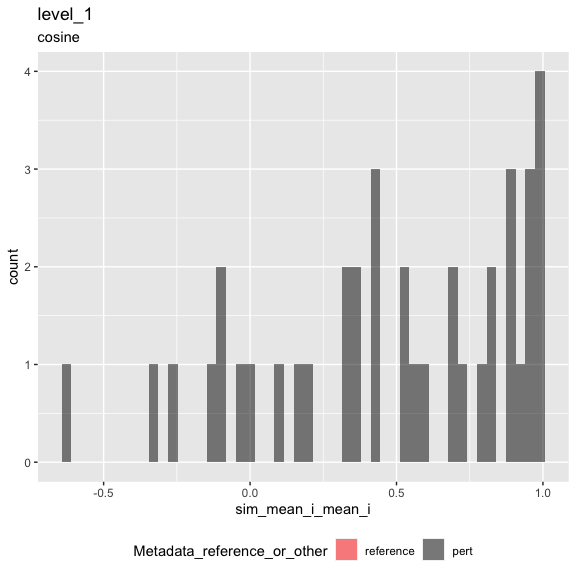 level_1
cosine
4
3
2
1
0
count
-0.5
0.0
0.5
1.0
sim_mean_i_mean_i
Metadata_reference_or_other reference pert